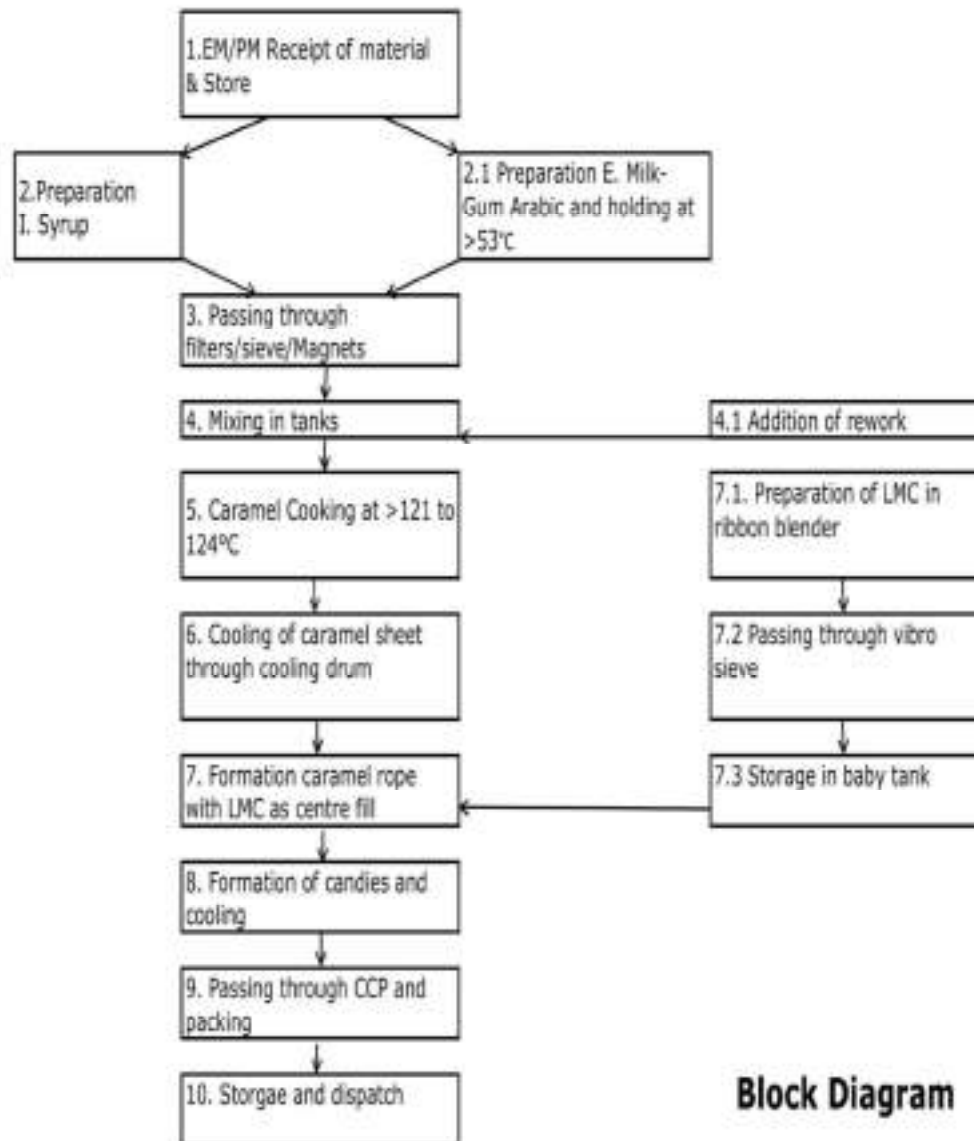 1.EM/PM Receipt of material
& Store
2.Preparation
I. Syrup
2.1 Preparation E. Milk-
Gum Arabic and holding at
>53°c
3. Passing through
filters/sieve/Magnets
4. Mixing in tanks
4.1 Addition of rework
5. Caramel Cooking at >121 to
124ºC
7.1. Preparation of LMC in
ribbon blender
6. Cooling of caramel sheet
through cooling drum
7.2 Passing through vibro
sieve
7. Formation caramel rope
with LMC as centre fill
7.3 Storage in baby tank
8. Formation of candies and
cooling
9. Passing through CCP and
packing
10. Storgae and dispatch
Block Diagram